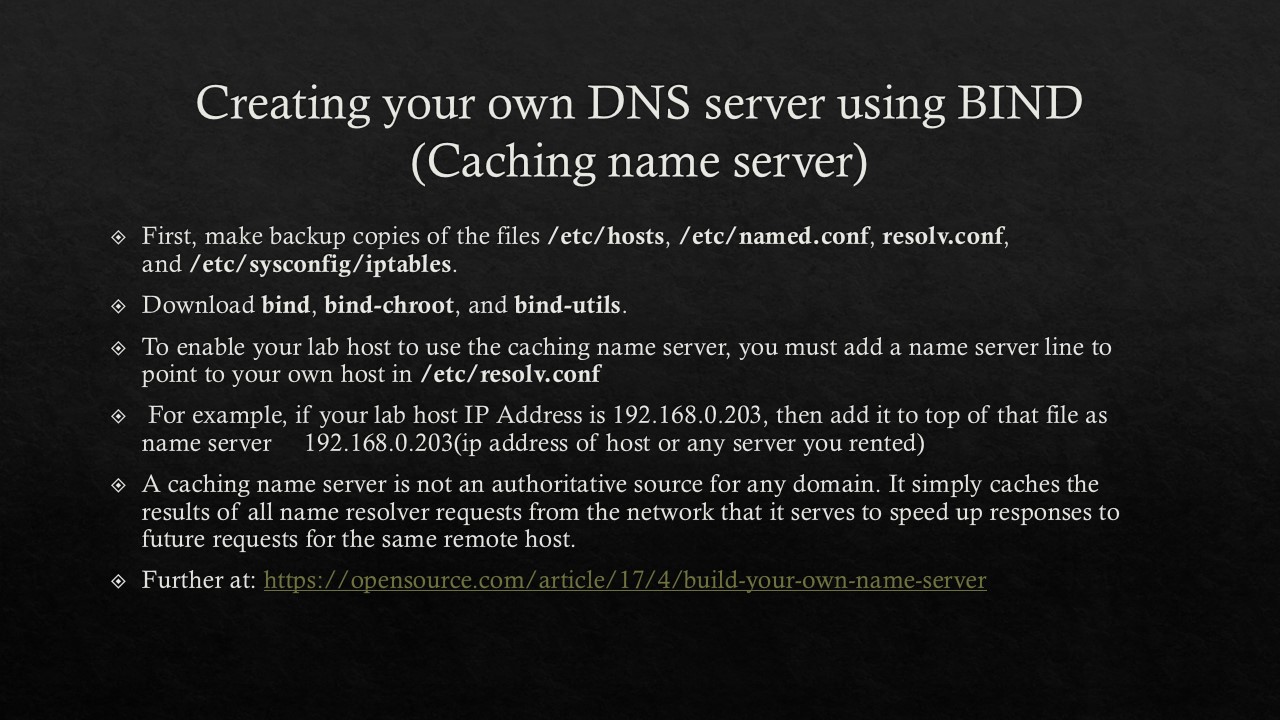 Creating your own DNS server using BIND
(Caching name server)
First, make backup copies of the files /etc/hosts, /etc/named.conf, resolv.conf,
and /etc/sysconfig/iptables.
Download bind, bind-chroot, and bind-utils.
To enable your lab host to use the caching name server, you must add a name server line to
point to your own host in /etc/resolv.conf
For example, if your lab host IP Address is 192.168.0.203, then add it to top of that file as
name server 192.168.0.203(ip address of host or any server you rented)
A caching name server is not an authoritative source for any domain. It simply caches the
results of all name resolver requests from the network that it serves to speed up responses to
future requests for the same remote host.
Further at: https://opensource.com/article/17/4/build-your-own-name-server